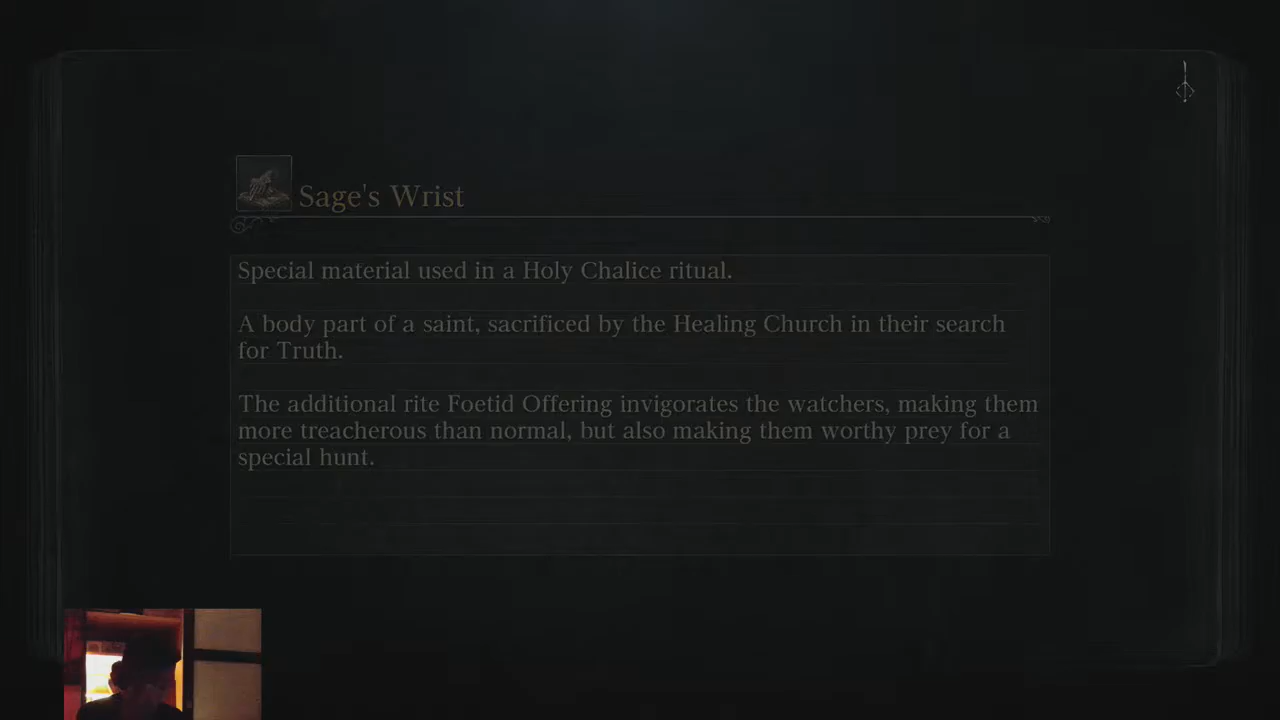 Sage's Wrist
Special material used in a Holy Chalice ritual.
A body part of a saint, sacrificed by the Healing Church in their search
for Truth.
The additional rite Foetid Offering invigorates the watchers, making them
more treacherous than normal, but also making them worthy prey for a
special hunt.